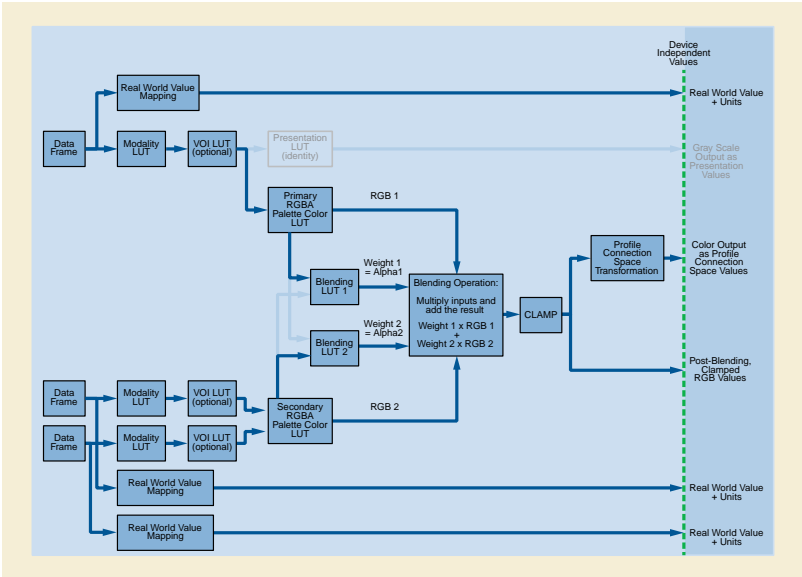 Device
Independent
Values
Real World Value
Mapping
Real World Value
+ Units
Data
Frame
Modality
LUT
VOI LUT
(optional)
Presentation
LUT
(identity)
Gray Scale
Output as
Presentation
Values
Primary
RGBA
Palette Color
LUT
RGB 1
Profile
Connection
Space
Transformation
Color Output
as Profile
Connection
Space Values
Blending
LUT 1
Weight 1
= Alpha1
Blending Operation:
Multiply inputs and
add the result
Weight 1 x RGB 1
+
Weight 2 x RGB 2
CLAMP
Blending
LUT 2
Weight 2
= Alpha2
Post-Blending,
Clamped
RGB Values
Data
Frame
Modality
LUT
VOI LUT
(optional)
Secondary
RGBA
Palette Color
LUT
RGB 2
Data
Frame
Modality
LUT
VOI LUT
(optional)
Real World Value
Mapping
Real World Value
+ Units
Real World Value
Mapping
Real World Value
+ Units